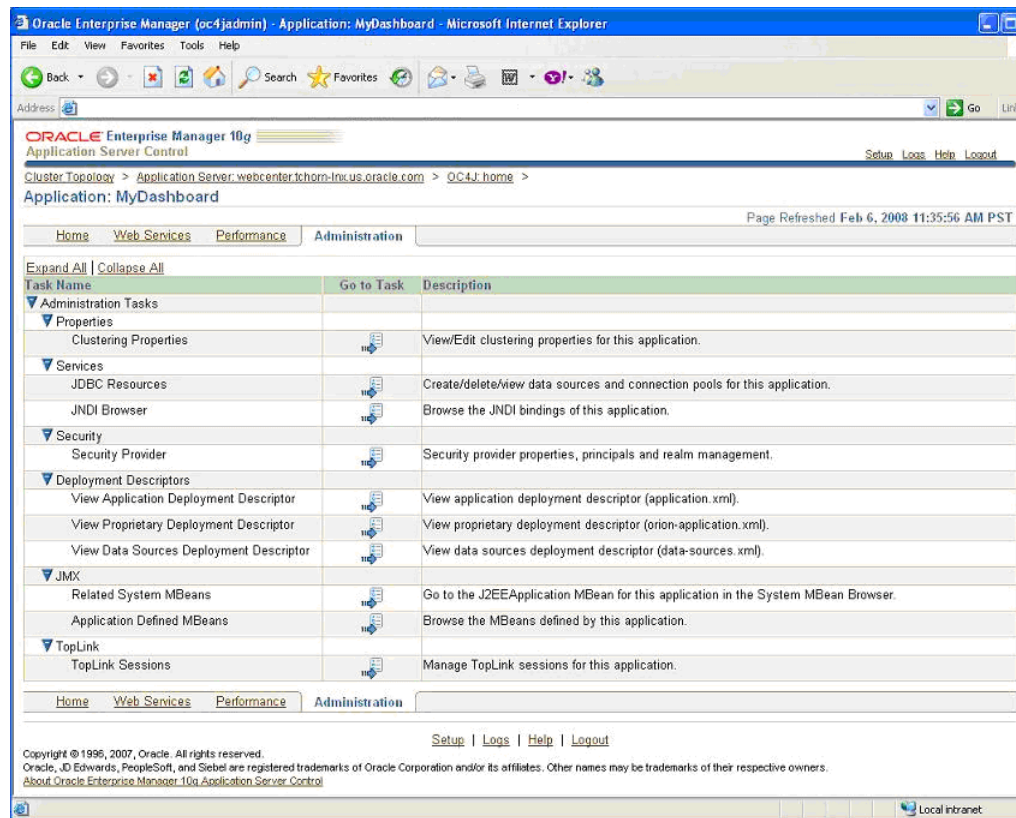 Oracle Enterprise Manager (oc4jadmin) - Application: MyDashboard - Microsoft Internet Explorer
File Edit View Favorites Tools Help
Back Search Favorites
Address Go Lin
ORACLE Enterprise Manager 10g
Application Server Control
Setup Logs Help Logout
Cluster Topology > Application Server: webcenter.tchorn-lnx.us.oracle.com > OC4J: home >
Application: MyDashboard
Page Refreshed Feb 6, 2008 11:35:56 AM PST
Home Web Services Performance Administration
Expand All | Collapse All
Task Name Go to Task Description
Administration Tasks
Properties
Clustering Properties View/Edit clustering properties for this application.
Services
JDBC Resources Create/delete/view data sources and connection pools for this application.
JNDI Browser Browse the JNDI bindings of this application.
Security
Security Provider Security provider properties, principals and realm management.
Deployment Descriptors
View Application Deployment Descriptor View application deployment descriptor (application.xml).
View Proprietary Deployment Descriptor View proprietary deployment descriptor (orion-application.xml).
View Data Sources Deployment Descriptor View data sources deployment descriptor (data-sources.xml).
JMX
Related System MBeans Go to the J2EEApplication MBean for this application in the System MBean Browser.
Application Defined MBeans Browse the MBeans defined by this application.
TopLink
TopLink Sessions Manage TopLink sessions for this application.
Home Web Services Performance Administration
Setup | Logs | Help | Logout
Copyright © 1996, 2007, Oracle. All rights reserved.
Oracle, JD Edwards, PeopleSoft, and Siebel are registered trademarks of Oracle Corporation and/or its affiliates. Other names may be trademarks of their respective owners.
About Oracle Enterprise Manager 10g Application Server Control
Local intranet